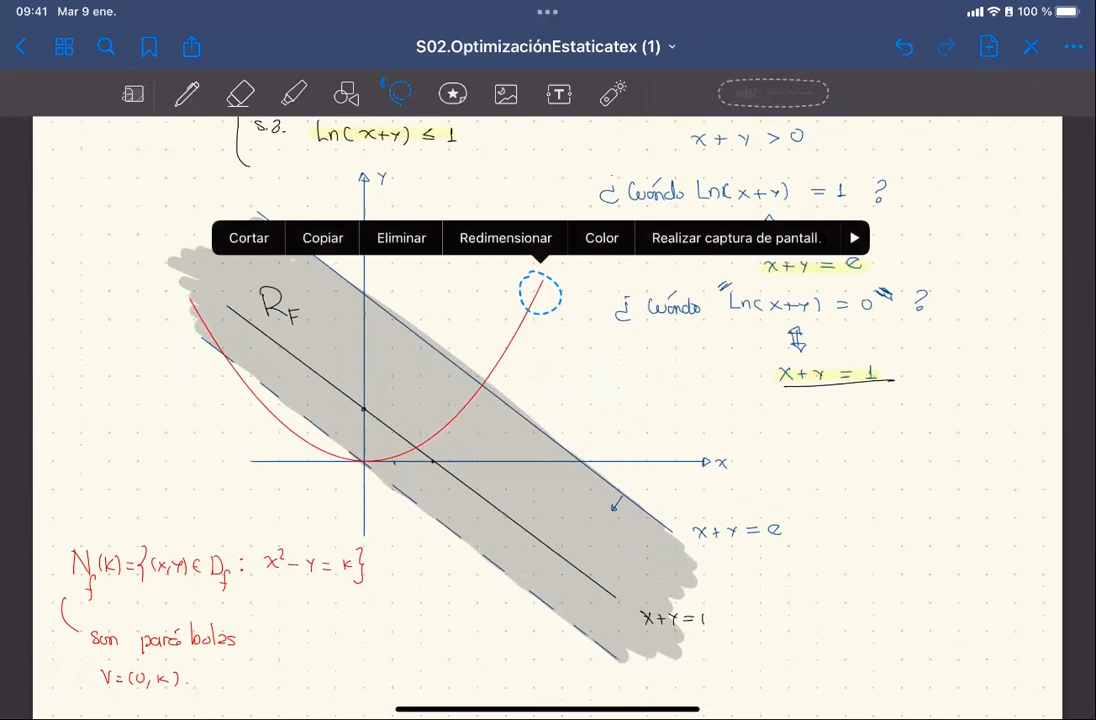 09:41 Mar 9 ene.
100 %
S02.OptimizaciónEstaticatex (1)
s.a. Ln(x+y) ≤ 1
x + y > 0
Y
¿ Cuándo Ln(x+y) = 1 ?
Cortar Copiar Eliminar Redimensionar Color Realizar captura de pantall.
x+y = e
R_F
¿ Cuándo "Ln(x+y) = 0" ?
x+y = 1
x
x+y = e
N_f(K)={(x,y) ∈ D_f : x² - y = k}
x+y=1
son parábolas
V=(0,K).